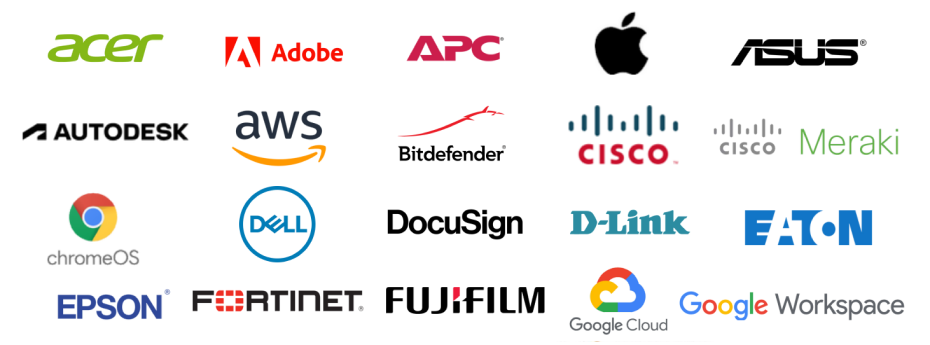 acer
Adobe
APC®
ASUS®
AUTODESK
aws
Bitdefender®
CISCO™
CISCO Meraki
chromeOS
DELL
DocuSign
D-Link
EATON
EPSON®
FORTINET®
FUJIFILM
Google Cloud
Google Workspace